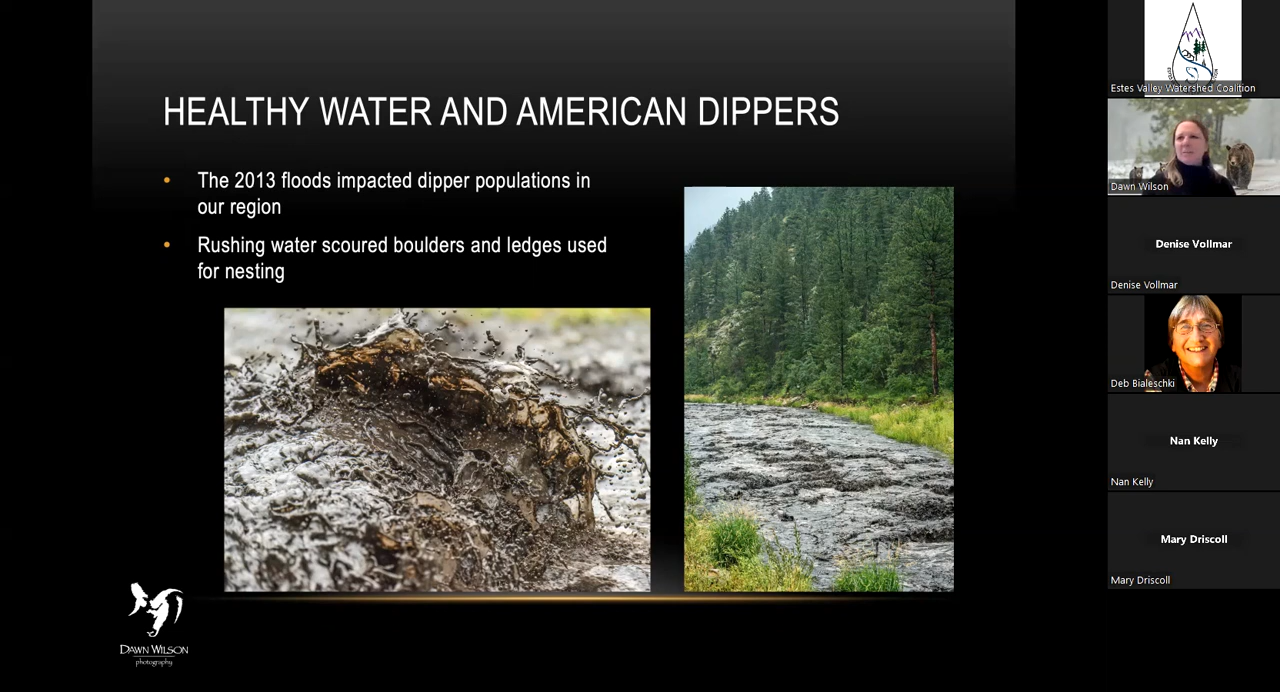 HEALTHY WATER AND AMERICAN DIPPERS
• The 2013 floods impacted dipper populations in
our region
• Rushing water scoured boulders and ledges used
for nesting
DAWN WILSON
photography
Estes Valley Watershed Coalition
Dawn Wilson
Denise Vollmar
Denise Vollmar
Deb Bialeschki
Nan Kelly
Nan Kelly
Mary Driscoll
Mary Driscoll